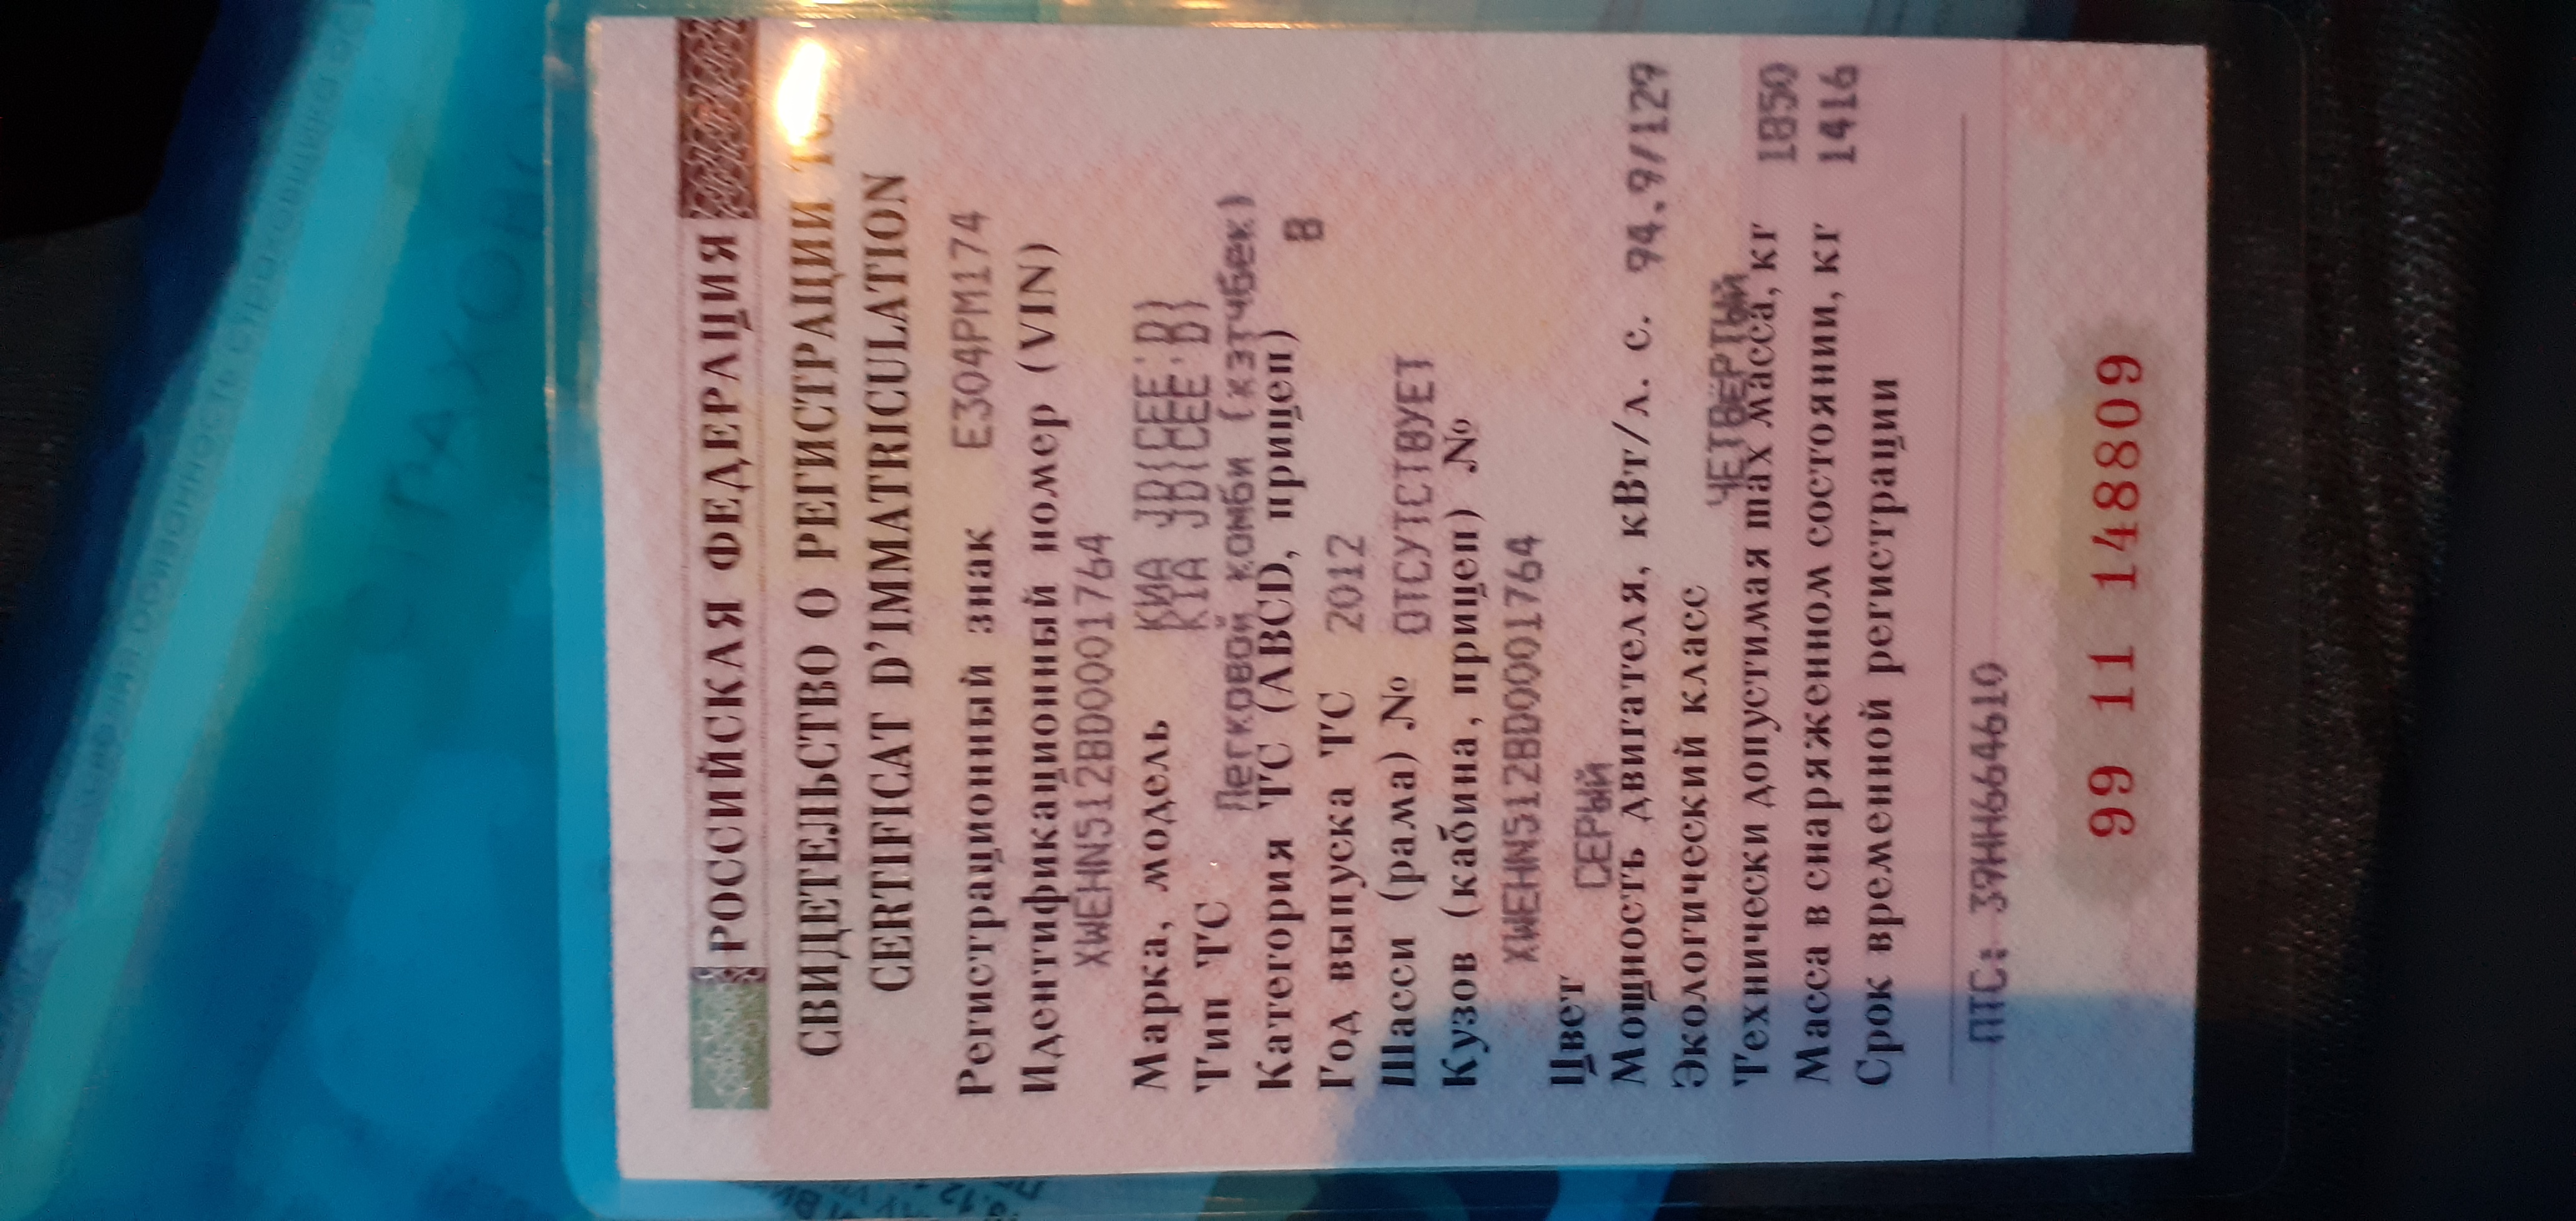 РОССИЙСКАЯ ФЕДЕРАЦИЯ
СВИДЕТЕЛЬСТВО О РЕГИСТРАЦИИ ТС
CERTIFICAT D'IMMATRICULATION
Регистрационный знак Е304РМ174
Идентификационный номер (VIN)
XWEHN512BD0001764
Марка, модель КИА JD(CEE'D)
KIA JD(CEE'D)
Тип ТС Легковой комби (хэтчбек)
Категория ТС (ABCD, прицеп) B
Год выпуска ТС 2012
Шасси (рама) № ОТСУТСТВУЕТ
Кузов (кабина, прицеп) №
XWEHN512BD0001764
Цвет СЕРЫЙ
Мощность двигателя, кВт/л. с. 94.9/129
Экологический класс ЧЕТВЕРТЫЙ
Технически допустимая max масса, кг 1850
Масса в снаряженном состоянии, кг 1416
Срок временной регистрации
ПТС: 39НН664610
99 11 148809